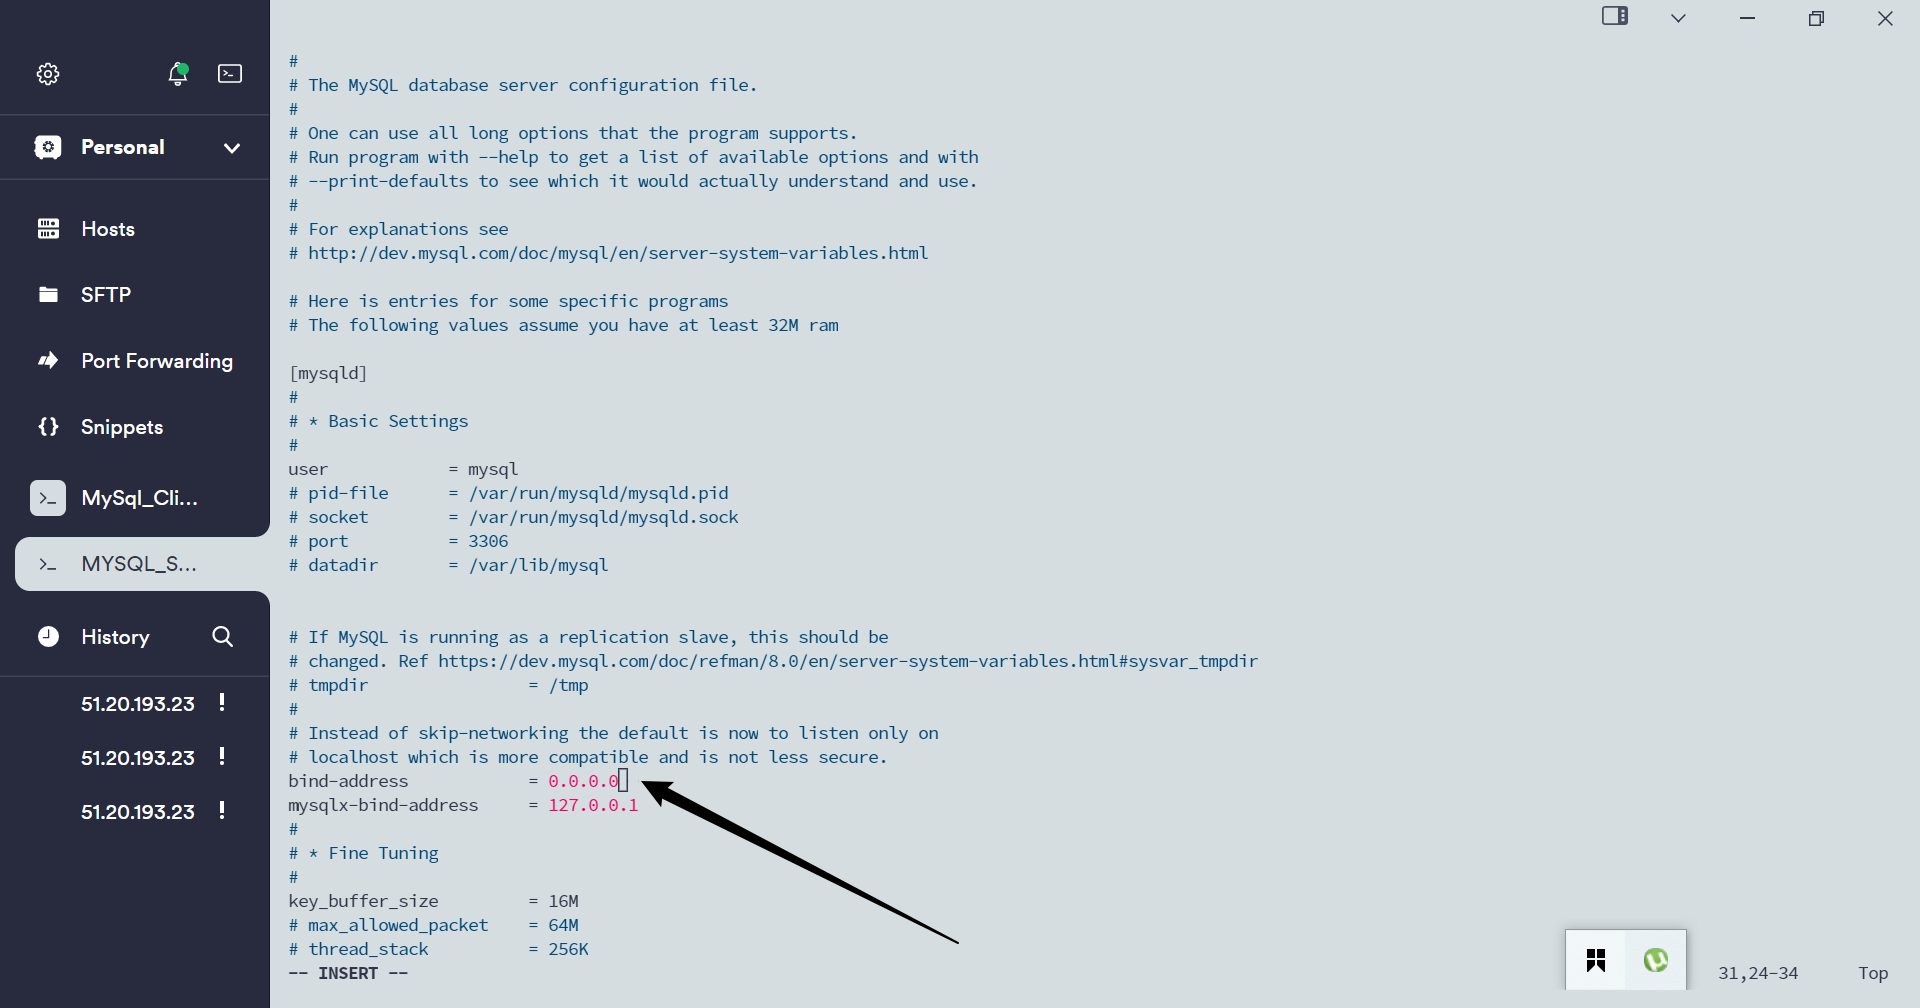 Personal
Hosts
SFTP
Port Forwarding
Snippets
MySql_Cli...
MYSQL_S...
History
51.20.193.23 !
51.20.193.23 !
51.20.193.23 !
#
# The MySQL database server configuration file.
#
# One can use all long options that the program supports.
# Run program with --help to get a list of available options and with
# --print-defaults to see which it would actually understand and use.
#
# For explanations see
# http://dev.mysql.com/doc/mysql/en/server-system-variables.html
# Here is entries for some specific programs
# The following values assume you have at least 32M ram
[mysqld]
#
# * Basic Settings
#
user            = mysql
# pid-file      = /var/run/mysqld/mysqld.pid
# socket        = /var/run/mysqld/mysqld.sock
# port          = 3306
# datadir       = /var/lib/mysql
# If MySQL is running as a replication slave, this should be
# changed. Ref https://dev.mysql.com/doc/refman/8.0/en/server-system-variables.html#sysvar_tmpdir
# tmpdir                = /tmp
#
# Instead of skip-networking the default is now to listen only on
# localhost which is more compatible and is not less secure.
bind-address            = 0.0.0.0
mysqlx-bind-address     = 127.0.0.1
#
# * Fine Tuning
#
key_buffer_size         = 16M
# max_allowed_packet    = 64M
# thread_stack          = 256K
-- INSERT --
31,24-34      Top